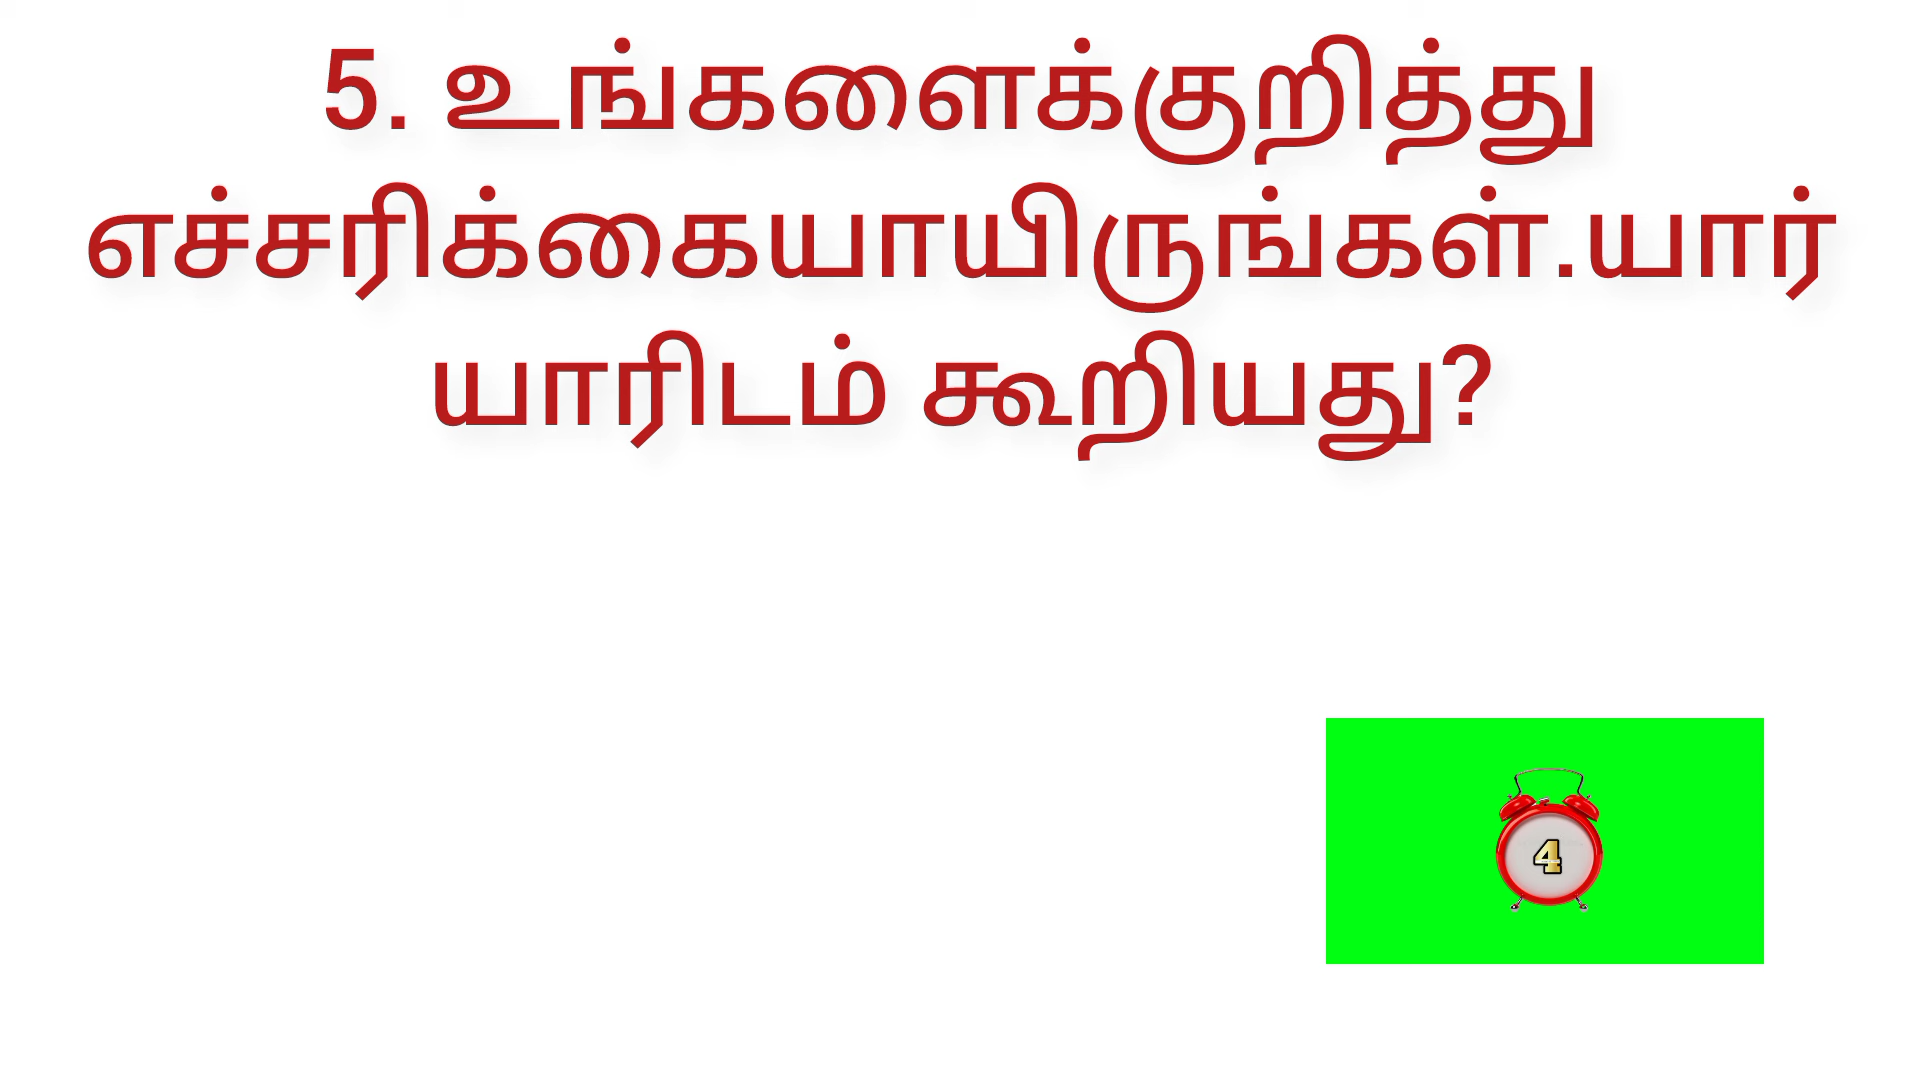 5. உங்களைக்குறித்து
எச்சரிக்கையாயிருங்கள்.யார்
யாரிடம் கூறியது?
4